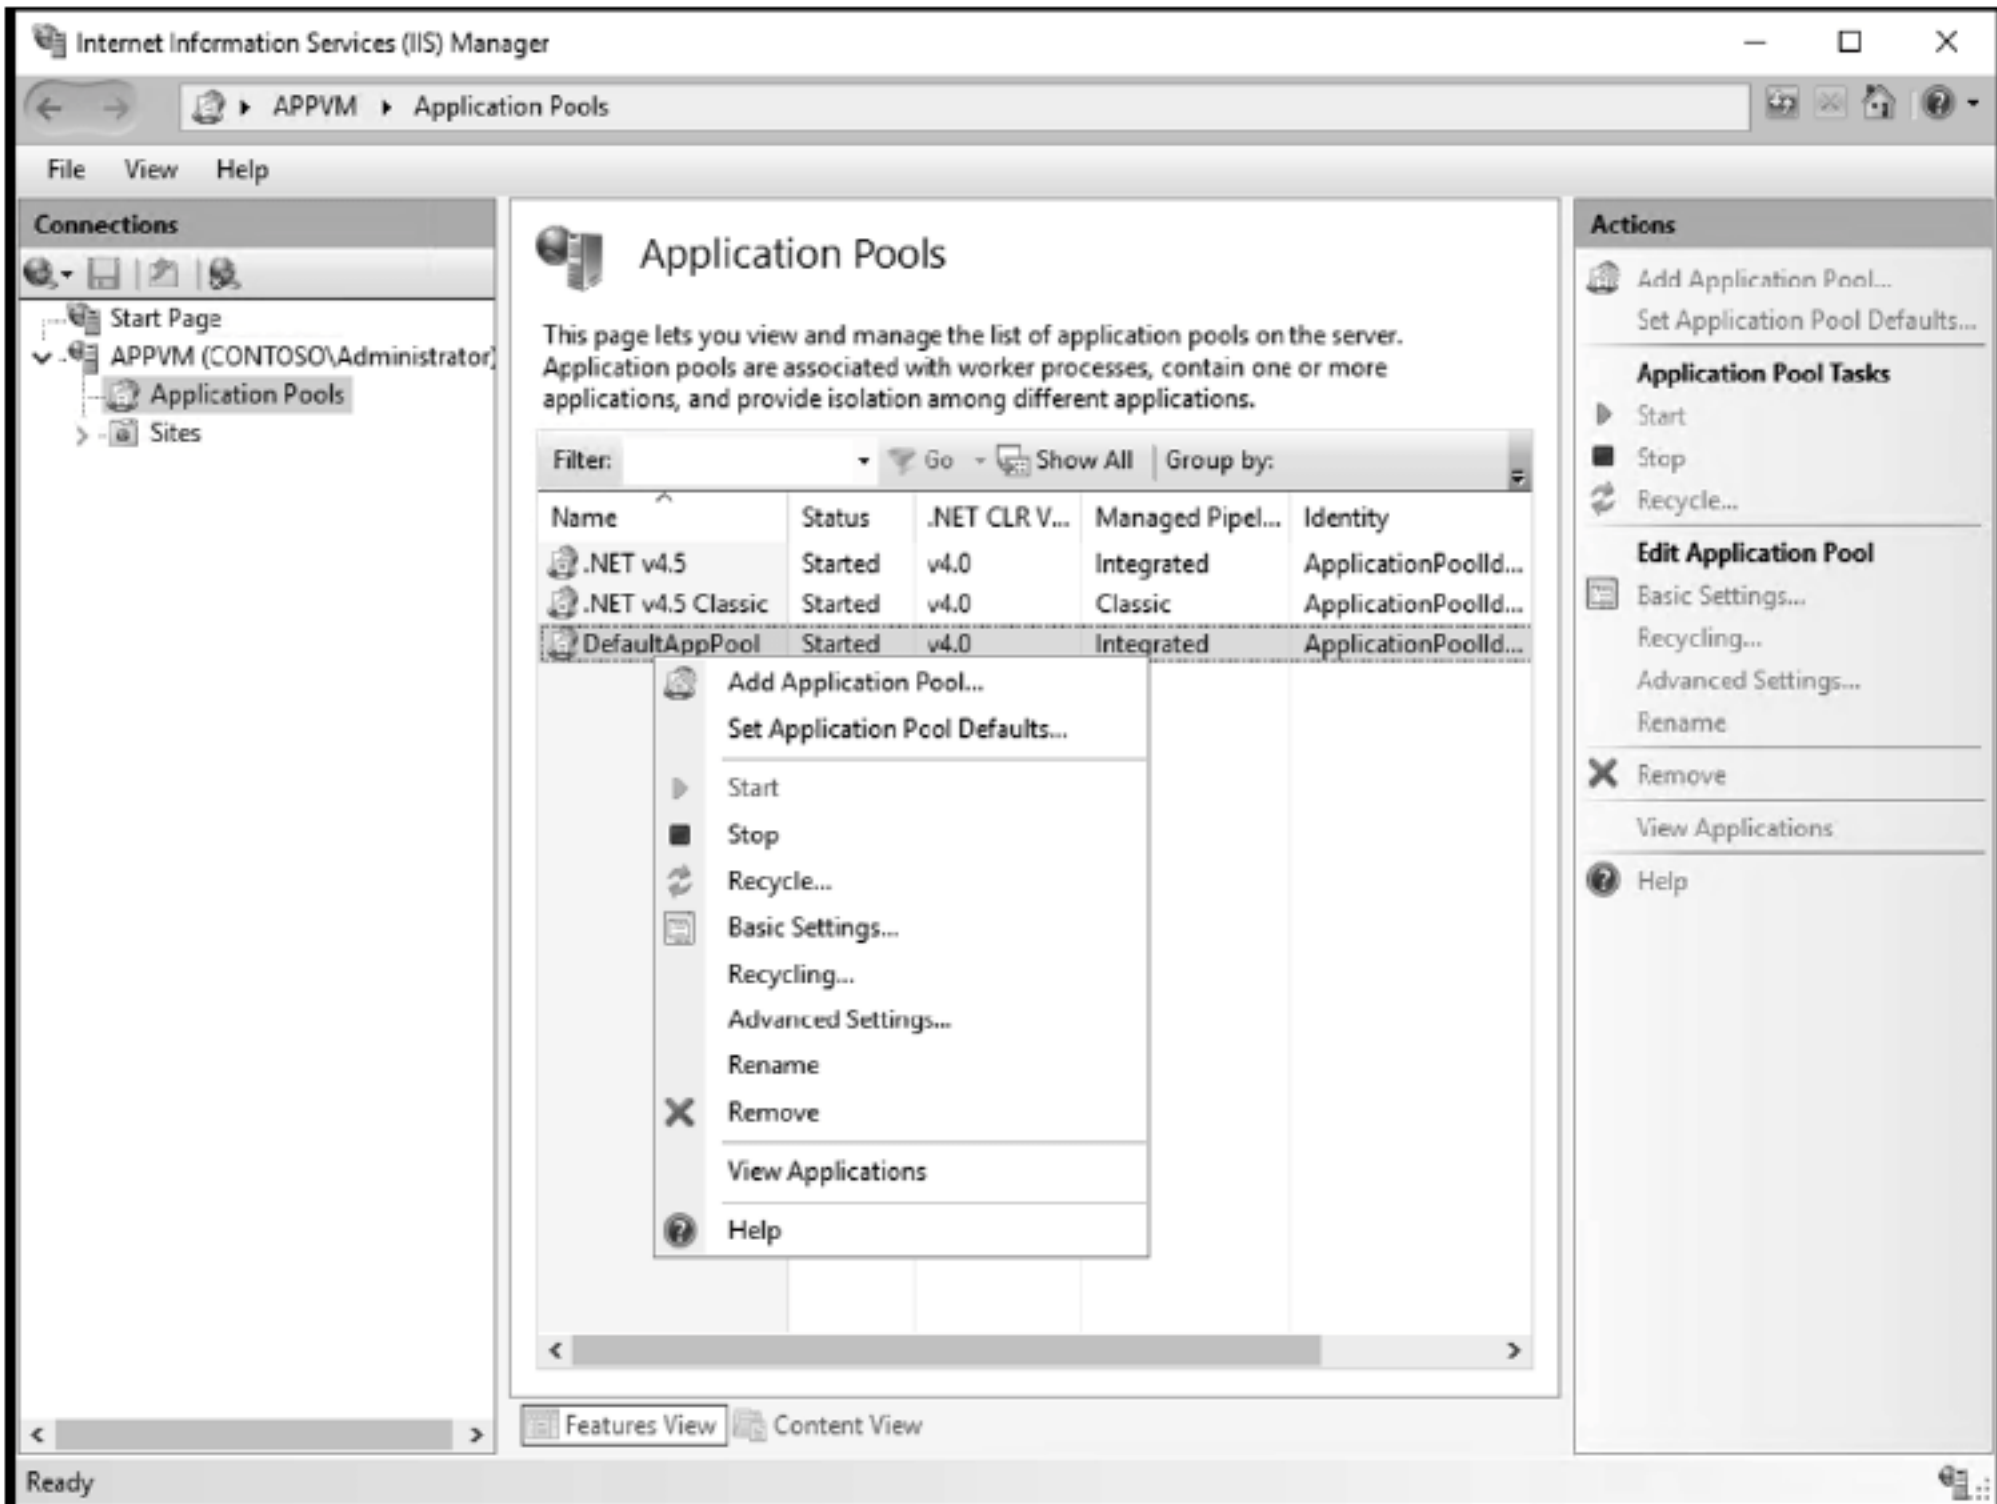 Internet Information Services (IIS) Manager
APPVM Application Pools
File View Help
Connections
Start Page
APPVM (CONTOSO\Administrator)
Application Pools
Sites
Application Pools
This page lets you view and manage the list of application pools on the server.
Application pools are associated with worker processes, contain one or more
applications, and provide isolation among different applications.
Filter: Go Show All Group by:
Name Status .NET CLR V... Managed Pipel... Identity
.NET v4.5 Started v4.0 Integrated ApplicationPoolId...
.NET v4.5 Classic Started v4.0 Classic ApplicationPoolId...
DefaultAppPool Started v4.0 Integrated ApplicationPoolId...
Add Application Pool...
Set Application Pool Defaults...
Start
Stop
Recycle...
Basic Settings...
Recycling...
Advanced Settings...
Rename
Remove
View Applications
Help
Features View Content View
Actions
Add Application Pool...
Set Application Pool Defaults...
Application Pool Tasks
Start
Stop
Recycle...
Edit Application Pool
Basic Settings...
Recycling...
Advanced Settings...
Rename
Remove
View Applications
Help
Ready